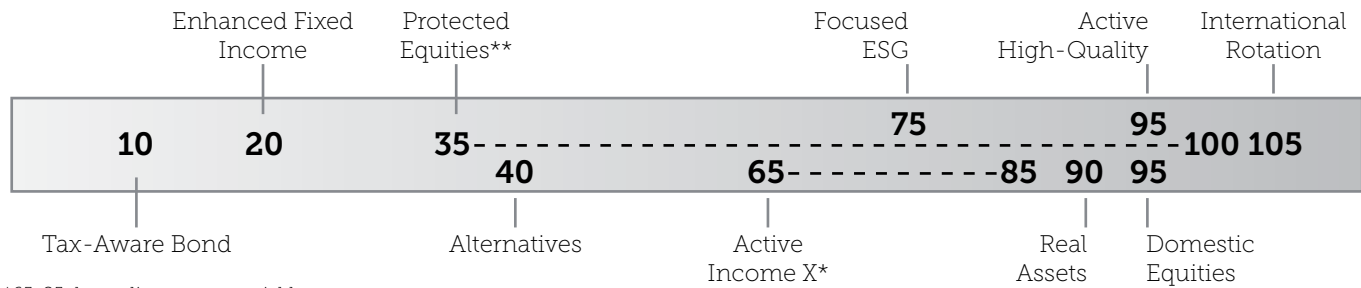 Enhanced Fixed
Income
Protected
Equities**
Focused
ESG
Active
High-Quality
International
Rotation
10
20
35
75
95
100
105
40
65
85
90
95
Tax-Aware Bond
Alternatives
Active
Income X*
Real
Assets
Domestic
Equities